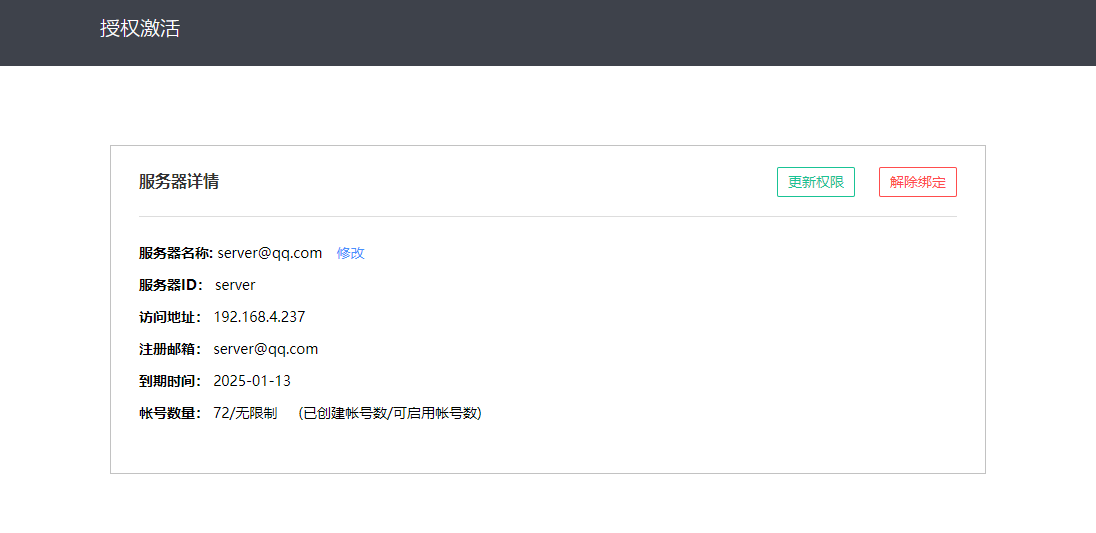 授权激活
服务器详情 更新权限 解除绑定
服务器名称: server@qq.com 修改
服务器ID： server
访问地址： 192.168.4.237
注册邮箱： server@qq.com
到期时间： 2025-01-13
帐号数量： 72/无限制 (已创建帐号数/可启用帐号数)